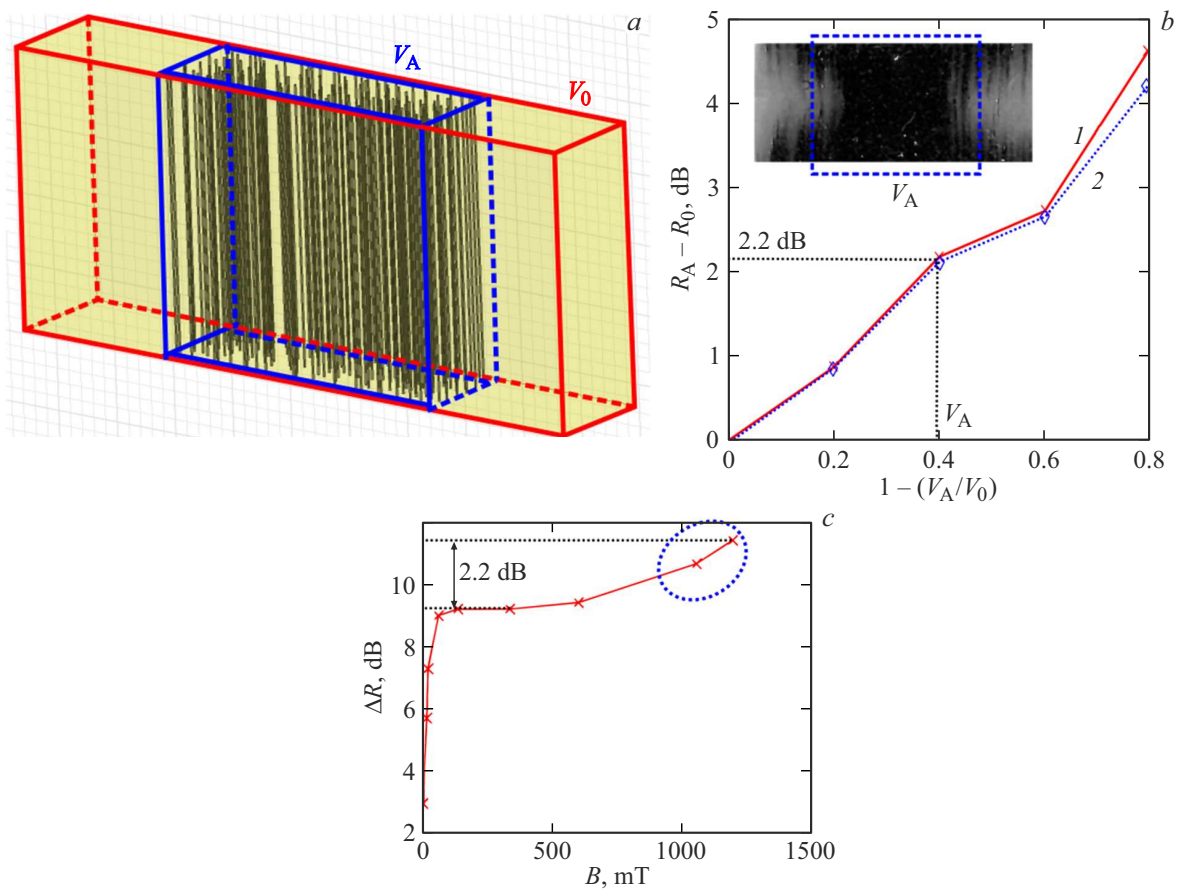 a
V_A
V_0
b
5
4
3
2
1
0
R_A – R_0, dB
2.2 dB
V_A
1
2
V_A
0 0.2 0.4 0.6 0.8
1 – (V_A/V_0)
c
10
8
6
4
2
ΔR, dB
2.2 dB
0 500 1000 1500
B, mT